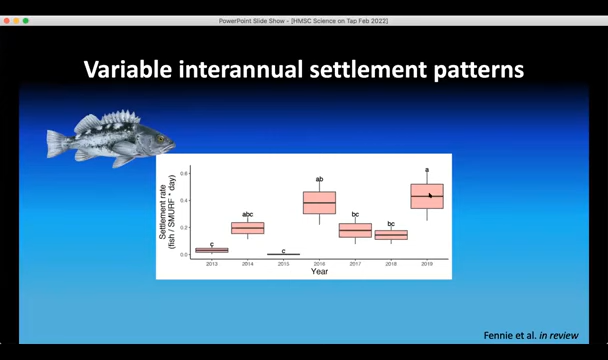 PowerPoint Slide Show - [HMSC Science on Tap Feb 2022]
Variable interannual settlement patterns
Settlement rate
(fish / SMURF * day)
0.6
0.4
0.2
0.0
c
abc
c
ab
bc
bc
a
2013
2014
2015
2016
2017
2018
2019
Year
Fennie et al. in review